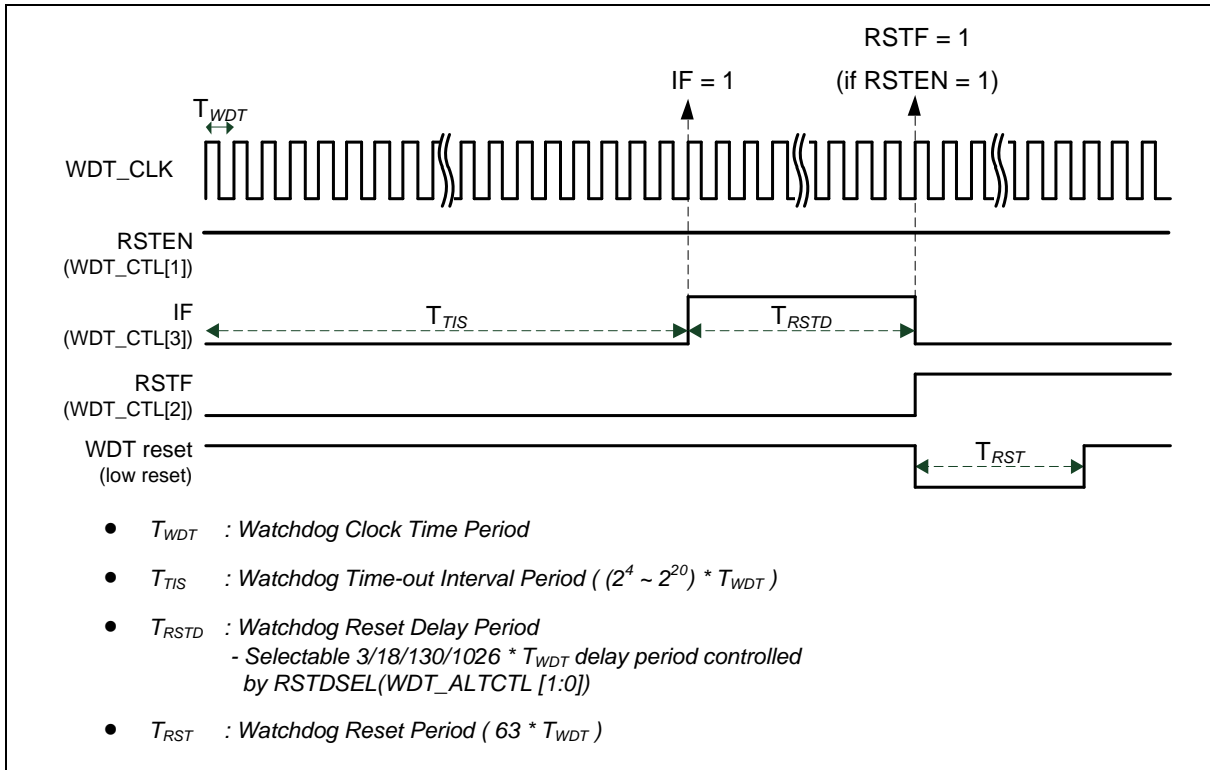 RSTF = 1
IF = 1
(if RSTEN = 1)
TWDT
WDT_CLK
RSTEN
(WDT_CTL[1])
IF
(WDT_CTL[3])
TTIS
TRSTD
RSTF
(WDT_CTL[2])
WDT reset
(low reset)
TRST
• TWDT : Watchdog Clock Time Period
• TTIS : Watchdog Time-out Interval Period ( (2^4 ~ 2^20) * TWDT )
• TRSTD : Watchdog Reset Delay Period
- Selectable 3/18/130/1026 * TWDT delay period controlled
by RSTDSEL(WDT_ALTCTL [1:0])
• TRST : Watchdog Reset Period ( 63 * TWDT )